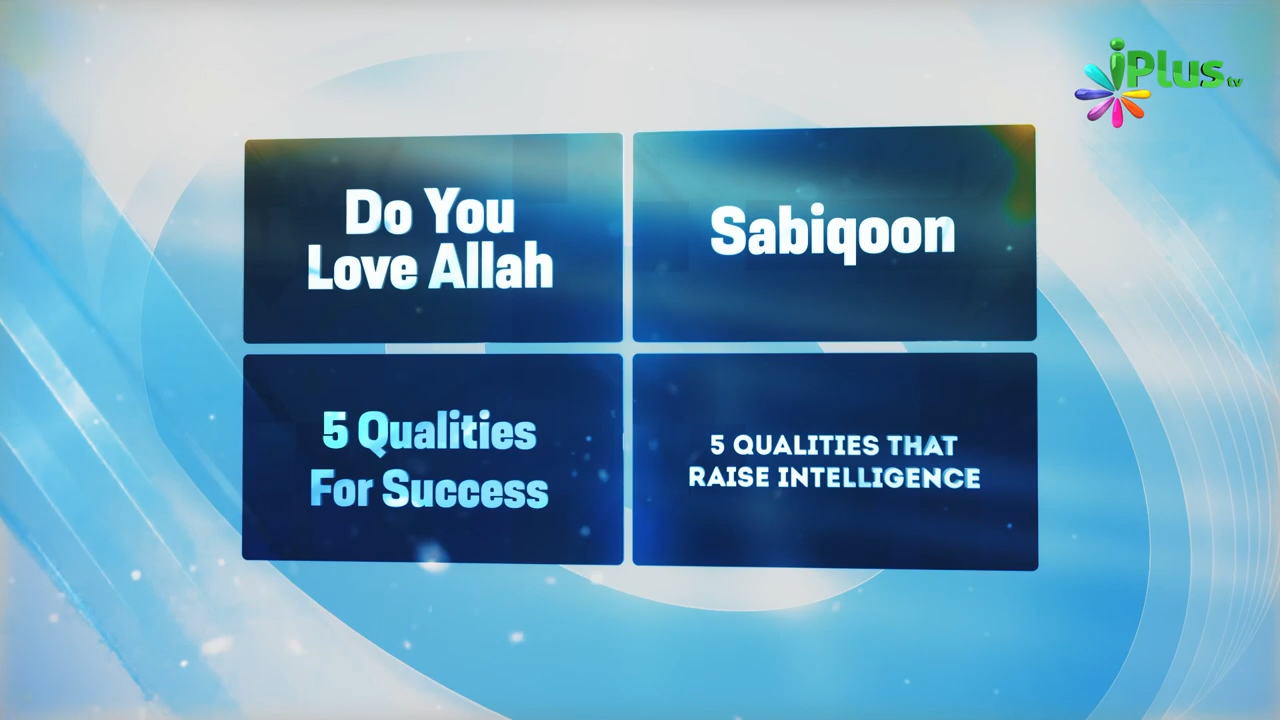 iPlus tv
Do You
Love Allah
Sabiqoon
5 Qualities
For Success
5 QUALITIES THAT
RAISE INTELLIGENCE